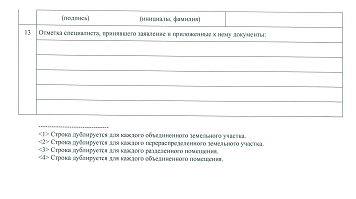 (подпись) (инициалы, фамилия)
13 Отметка специалиста, принявшего заявление и приложенные к нему документы:
--------------------------------
<1> Строка дублируется для каждого объединенного земельного участка.
<2> Строка дублируется для каждого перераспределенного земельного участка.
<3> Строка дублируется для каждого разделенного помещения.
<4> Строка дублируется для каждого объединенного помещения.